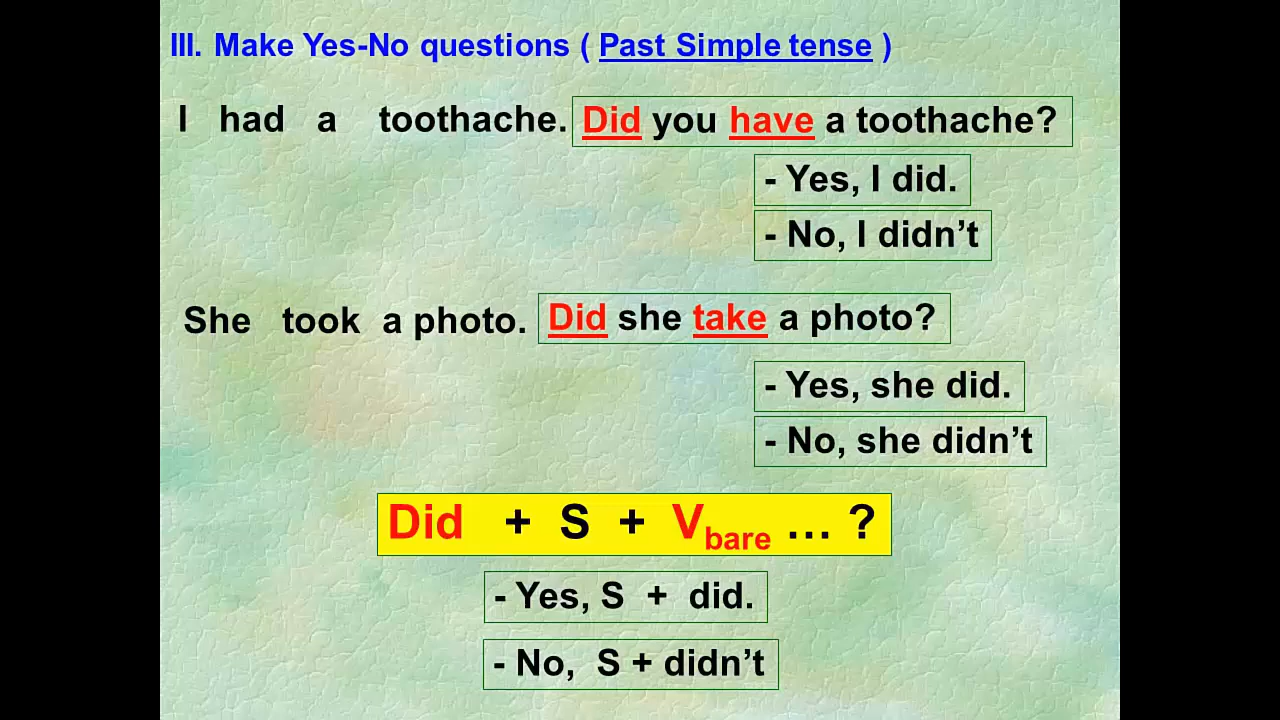 III. Make Yes-No questions ( Past Simple tense )
I had a toothache. Did you have a toothache?
- Yes, I did.
- No, I didn’t
She took a photo. Did she take a photo?
- Yes, she did.
- No, she didn’t
Did + S + Vbare … ?
- Yes, S + did.
- No, S + didn’t